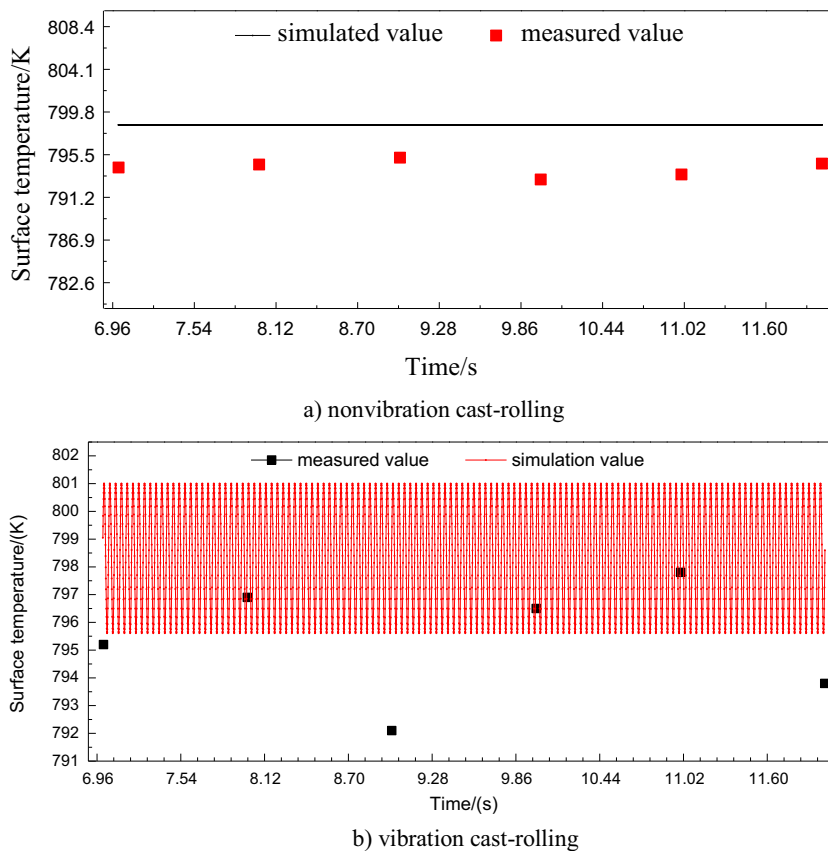 simulated value measured value
808.4
804.1
799.8
795.5
791.2
786.9
782.6
Surface temperature/K
6.96 7.54 8.12 8.70 9.28 9.86 10.44 11.02 11.60
Time/s
a) nonvibration cast-rolling
measured value simulation value
802
801
800
799
798
797
796
795
794
793
792
791
Surface temperature/(K)
6.96 7.54 8.12 8.70 9.28 9.86 10.44 11.02 11.60
Time/(s)
b) vibration cast-rolling